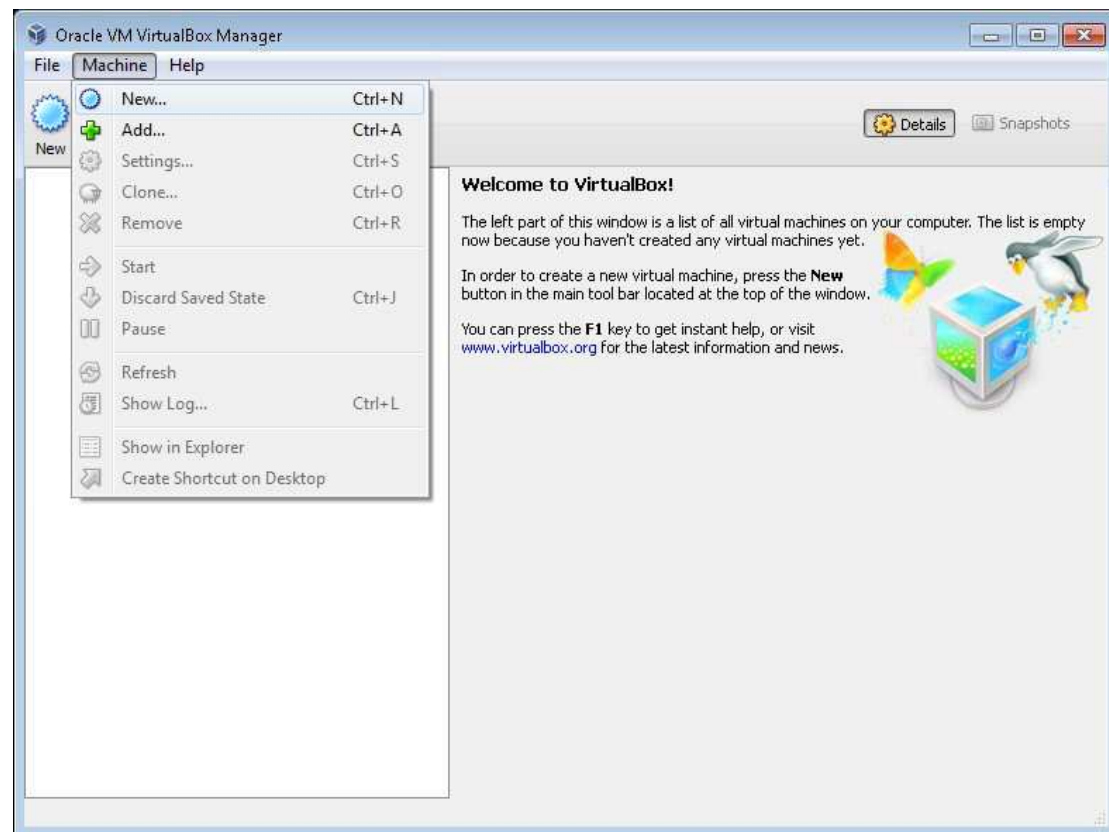 Oracle VM VirtualBox Manager
File Machine Help
New
New... Ctrl+N
Add... Ctrl+A
Settings... Ctrl+S
Clone... Ctrl+O
Remove Ctrl+R
Start
Discard Saved State Ctrl+J
Pause
Refresh
Show Log... Ctrl+L
Show in Explorer
Create Shortcut on Desktop
Details Snapshots
Welcome to VirtualBox!
The left part of this window is a list of all virtual machines on your computer. The list is empty
now because you haven't created any virtual machines yet.
In order to create a new virtual machine, press the New
button in the main tool bar located at the top of the window.
You can press the F1 key to get instant help, or visit
www.virtualbox.org for the latest information and news.